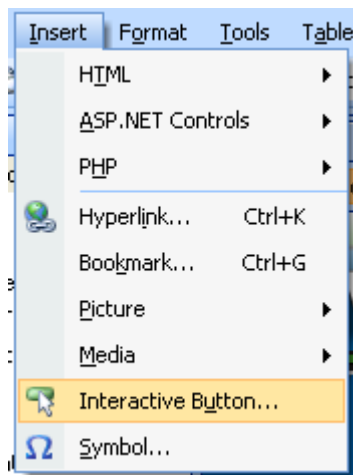 Insert Format Tools Table
HTML
ASP.NET Controls
PHP
Hyperlink... Ctrl+K
Bookmark... Ctrl+G
Picture
Media
Interactive Button...
Symbol...